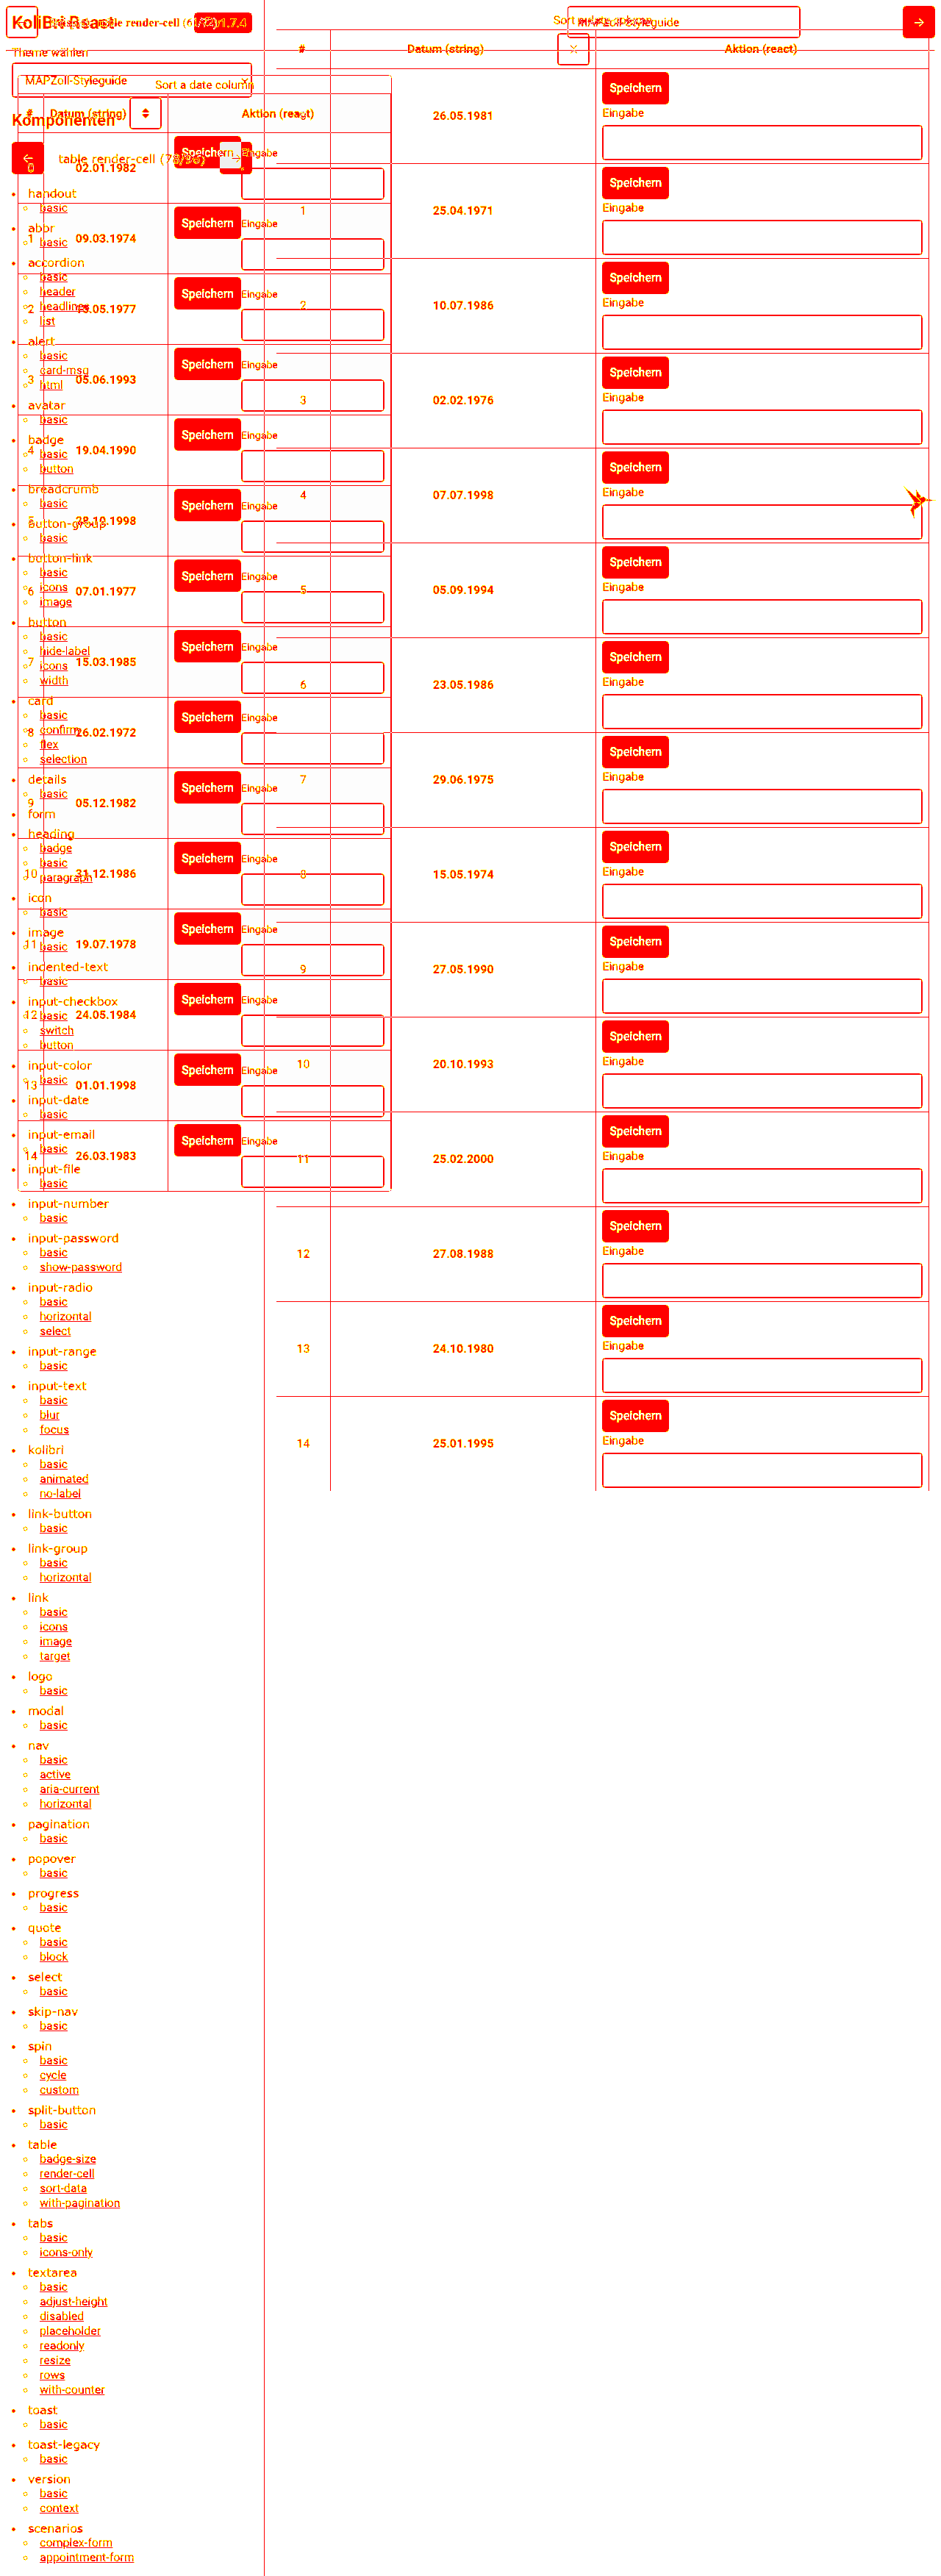 KoliBri React
Theme wählen
MAPZoll-Styleguide
Komponenten
table render-cell
handout
basic
abbr
basic
accordion
basic
header
headlines
list
alert
basic
card-msg
html
avatar
basic
badge
basic
button
breadcrumb
basic
button-group
basic
button-link
basic
icons
image
button
basic
hide-label
icons
width
card
basic
confirm
flex
selection
details
basic
form
heading
badge
basic
paragraph
icon
basic
image
basic
indented-text
basic
input-checkbox
basic
switch
button
input-color
basic
input-date
basic
input-email
basic
input-file
basic
input-number
basic
input-password
basic
show-password
input-radio
basic
horizontal
select
input-range
basic
input-text
basic
blur
focus
kolibri
basic
animated
no-label
link-button
basic
link-group
basic
horizontal
link
basic
icons
image
target
logo
basic
modal
basic
nav
basic
active
aria-current
horizontal
pagination
basic
popover
basic
progress
basic
quote
basic
block
select
basic
skip-nav
basic
spin
basic
cycle
custom
split-button
basic
table
badge-size
render-cell
sort-data
with-pagination
tabs
basic
icons-only
textarea
basic
adjust-height
disabled
placeholder
readonly
resize
rows
with-counter
toast
basic
toast-legacy
basic
version
basic
context
scenarios
complex-form
appointment-form
Sort a date column
# Datum (string) Aktion (react)
0 02.01.1982 Speichern Eingabe
1 09.03.1974 Speichern Eingabe
2 15.05.1977 Speichern Eingabe
3 05.06.1993 Speichern Eingabe
4 19.04.1990 Speichern Eingabe
28.12.1998 Speichern Eingabe
6 07.01.1977 Speichern Eingabe
7 15.03.1985 Speichern Eingabe
8 26.02.1972 Speichern Eingabe
9 05.12.1982 Speichern Eingabe
10 31.12.1986 Speichern Eingabe
11 19.07.1978 Speichern Eingabe
12 24.05.1984 Speichern Eingabe
13 01.01.1998 Speichern Eingabe
14 26.03.1983 Speichern Eingabe
MAPZoll-Styleguide
# Datum (string) Aktion (react)
26.05.1981 Speichern Eingabe
1 25.04.1971 Speichern Eingabe
2 10.07.1986 Speichern Eingabe
3 02.02.1976 Speichern Eingabe
4 07.07.1998 Speichern Eingabe
5 05.09.1994 Speichern Eingabe
6 23.05.1986 Speichern Eingabe
7 29.06.1975 Speichern Eingabe
8 15.05.1974 Speichern Eingabe
9 27.05.1990 Speichern Eingabe
10 20.10.1993 Speichern Eingabe
11 25.02.2000 Speichern Eingabe
12 27.08.1988 Speichern Eingabe
13 24.10.1980 Speichern Eingabe
14 25.01.1995 Speichern Eingabe